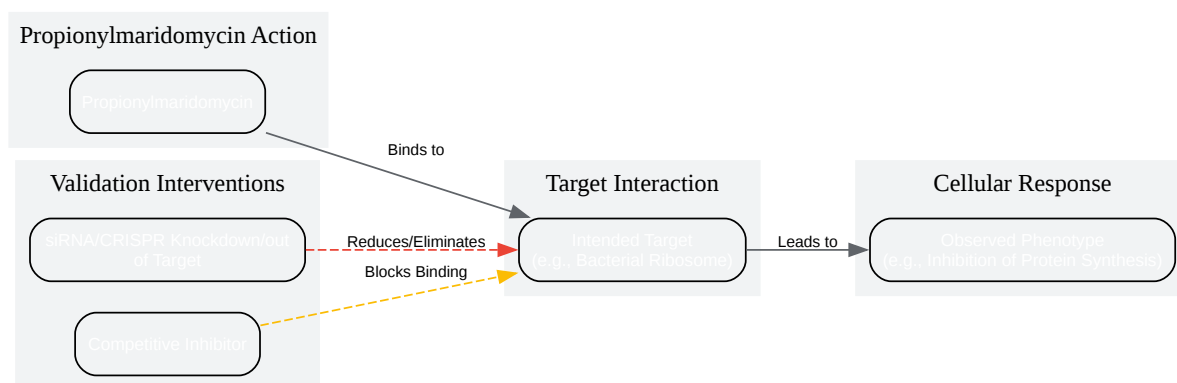 Propionylmaridomycin Action
Propionylmaridomycin
Binds to
Validation Interventions
siRNA/CRISPR Knockdown/out
of Target
Reduces/Eliminates
Blocks Binding
Competitive Inhibitor
Target Interaction
Intended Target
(e.g., Bacterial Ribosome)
Leads to
Cellular Response
Observed Phenotype
(e.g., Inhibition of Protein Synthesis)